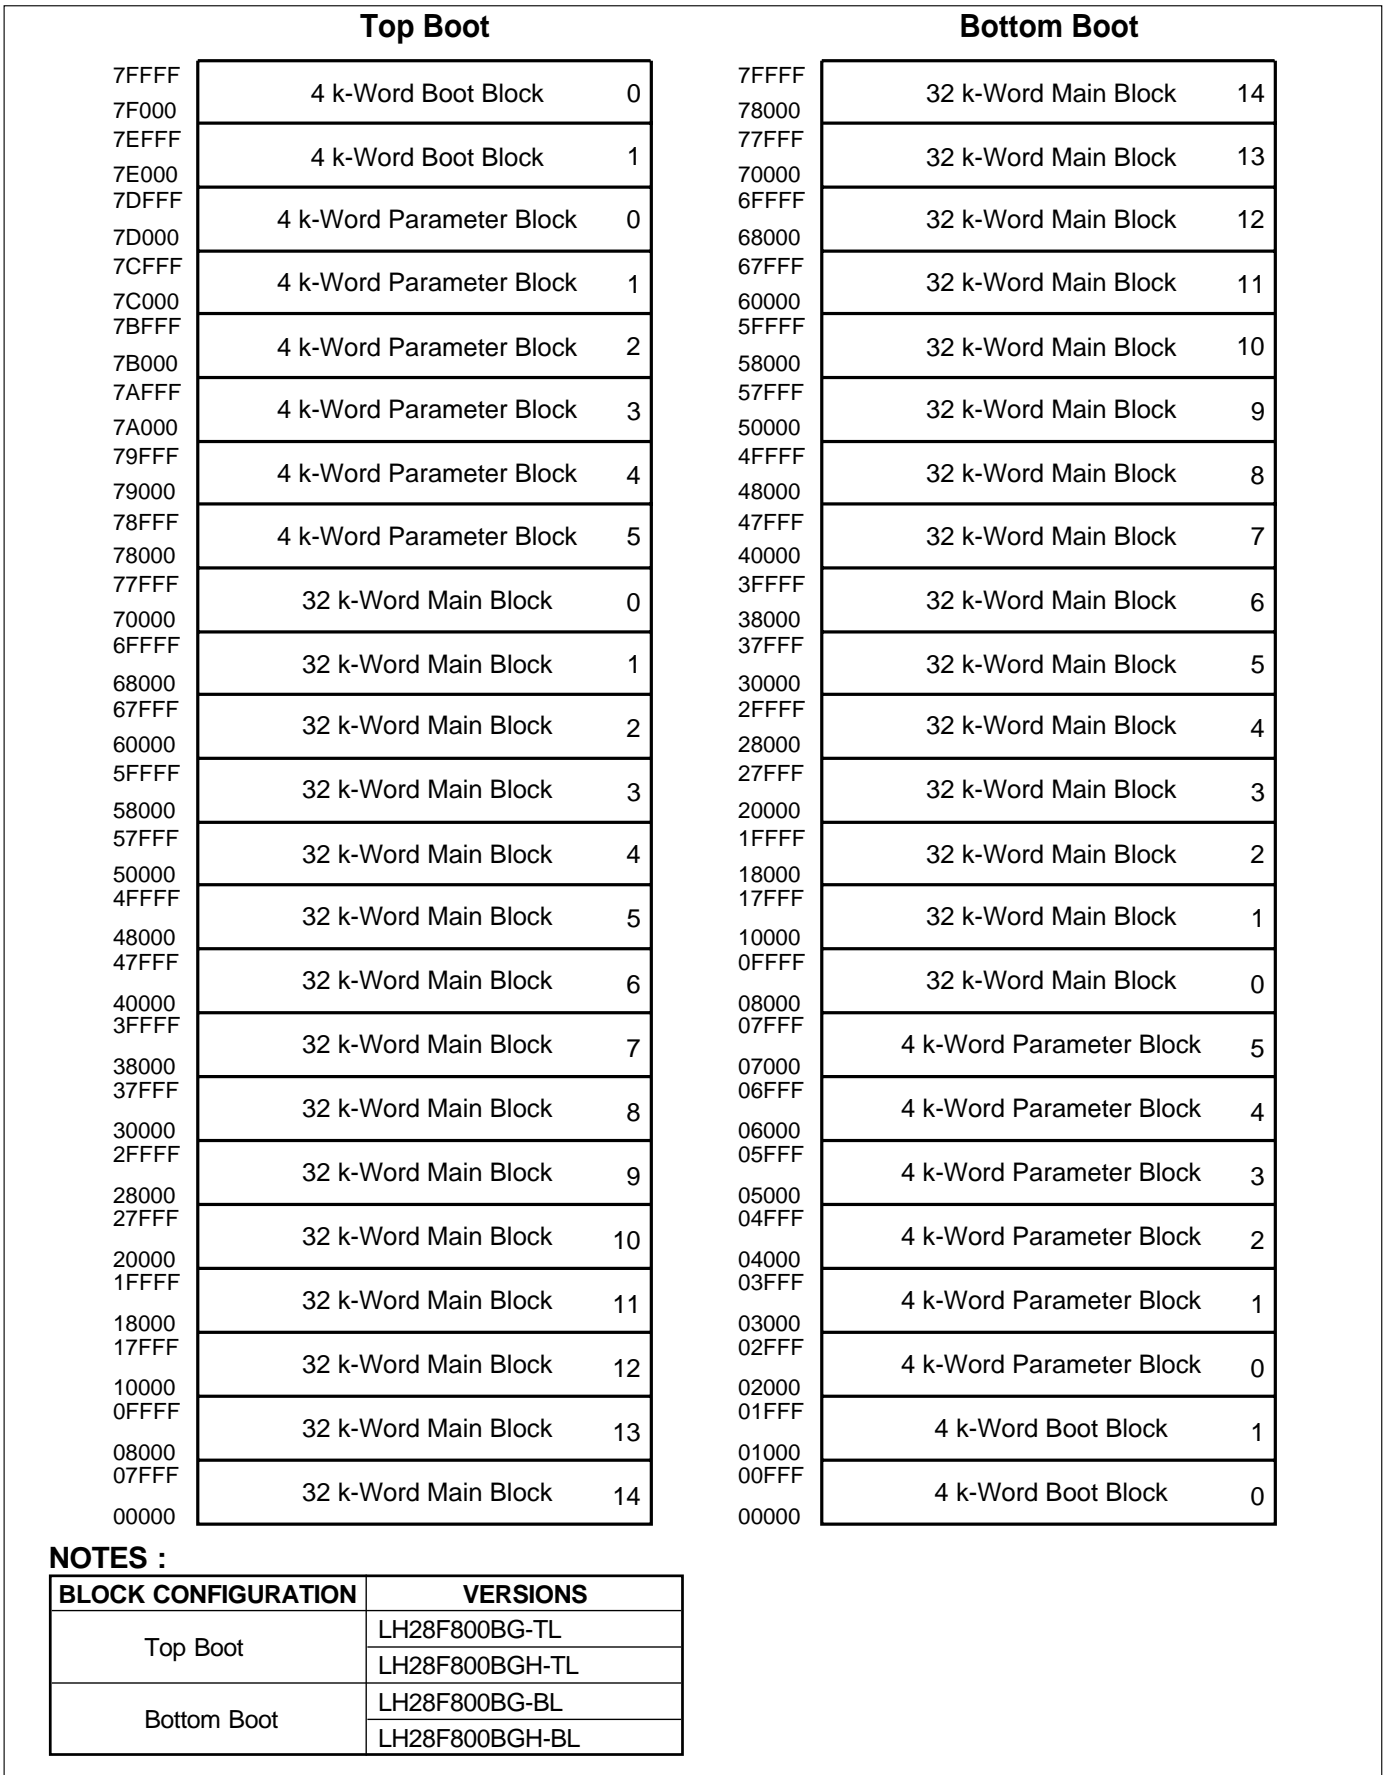 Top Boot
7FFFF
4 k-Word Boot Block 0
7F000
7EFFF
4 k-Word Boot Block 1
7E000
7DFFF
4 k-Word Parameter Block 0
7D000
7CFFF
4 k-Word Parameter Block 1
7C000
7BFFF
4 k-Word Parameter Block 2
7B000
7AFFF
4 k-Word Parameter Block 3
7A000
79FFF
4 k-Word Parameter Block 4
79000
78FFF
4 k-Word Parameter Block 5
78000
77FFF
32 k-Word Main Block 0
70000
6FFFF
32 k-Word Main Block 1
68000
67FFF
32 k-Word Main Block 2
60000
5FFFF
32 k-Word Main Block 3
58000
57FFF
32 k-Word Main Block 4
50000
4FFFF
32 k-Word Main Block 5
48000
47FFF
32 k-Word Main Block 6
40000
3FFFF
32 k-Word Main Block 7
38000
37FFF
32 k-Word Main Block 8
30000
2FFFF
32 k-Word Main Block 9
28000
27FFF
32 k-Word Main Block 10
20000
1FFFF
32 k-Word Main Block 11
18000
17FFF
32 k-Word Main Block 12
10000
0FFFF
32 k-Word Main Block 13
08000
07FFF
32 k-Word Main Block 14
00000
Bottom Boot
7FFFF
32 k-Word Main Block 14
78000
77FFF
32 k-Word Main Block 13
70000
6FFFF
32 k-Word Main Block 12
68000
67FFF
32 k-Word Main Block 11
60000
5FFFF
32 k-Word Main Block 10
58000
57FFF
32 k-Word Main Block 9
50000
4FFFF
32 k-Word Main Block 8
48000
47FFF
32 k-Word Main Block 7
40000
3FFFF
32 k-Word Main Block 6
38000
37FFF
32 k-Word Main Block 5
30000
2FFFF
32 k-Word Main Block 4
28000
27FFF
32 k-Word Main Block 3
20000
1FFFF
32 k-Word Main Block 2
18000
17FFF
32 k-Word Main Block 1
10000
0FFFF
32 k-Word Main Block 0
08000
07FFF
4 k-Word Parameter Block 5
07000
06FFF
4 k-Word Parameter Block 4
06000
05FFF
4 k-Word Parameter Block 3
05000
04FFF
4 k-Word Parameter Block 2
04000
03FFF
4 k-Word Parameter Block 1
03000
02FFF
4 k-Word Parameter Block 0
02000
01FFF
4 k-Word Boot Block 1
01000
00FFF
4 k-Word Boot Block 0
00000
NOTES :
BLOCK CONFIGURATION VERSIONS
Top Boot
LH28F800BG-TL
LH28F800BGH-TL
Bottom Boot
LH28F800BG-BL
LH28F800BGH-BL